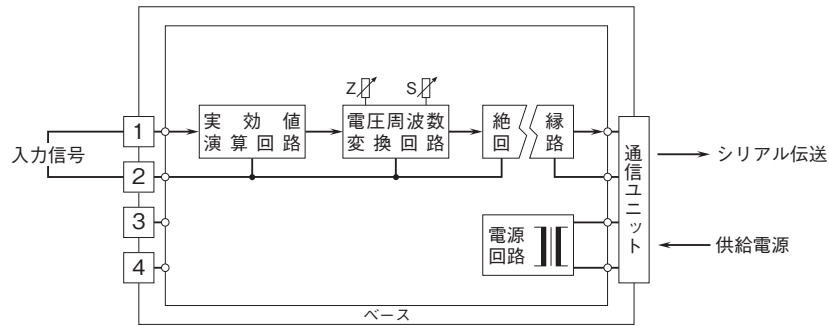 Z
S
1
実効値
演算回路
電圧周波数
変換回路
絶縁
回路
入力信号
2
通信ユニット
シリアル伝送
3
電源
回路
供給電源
4
ベース